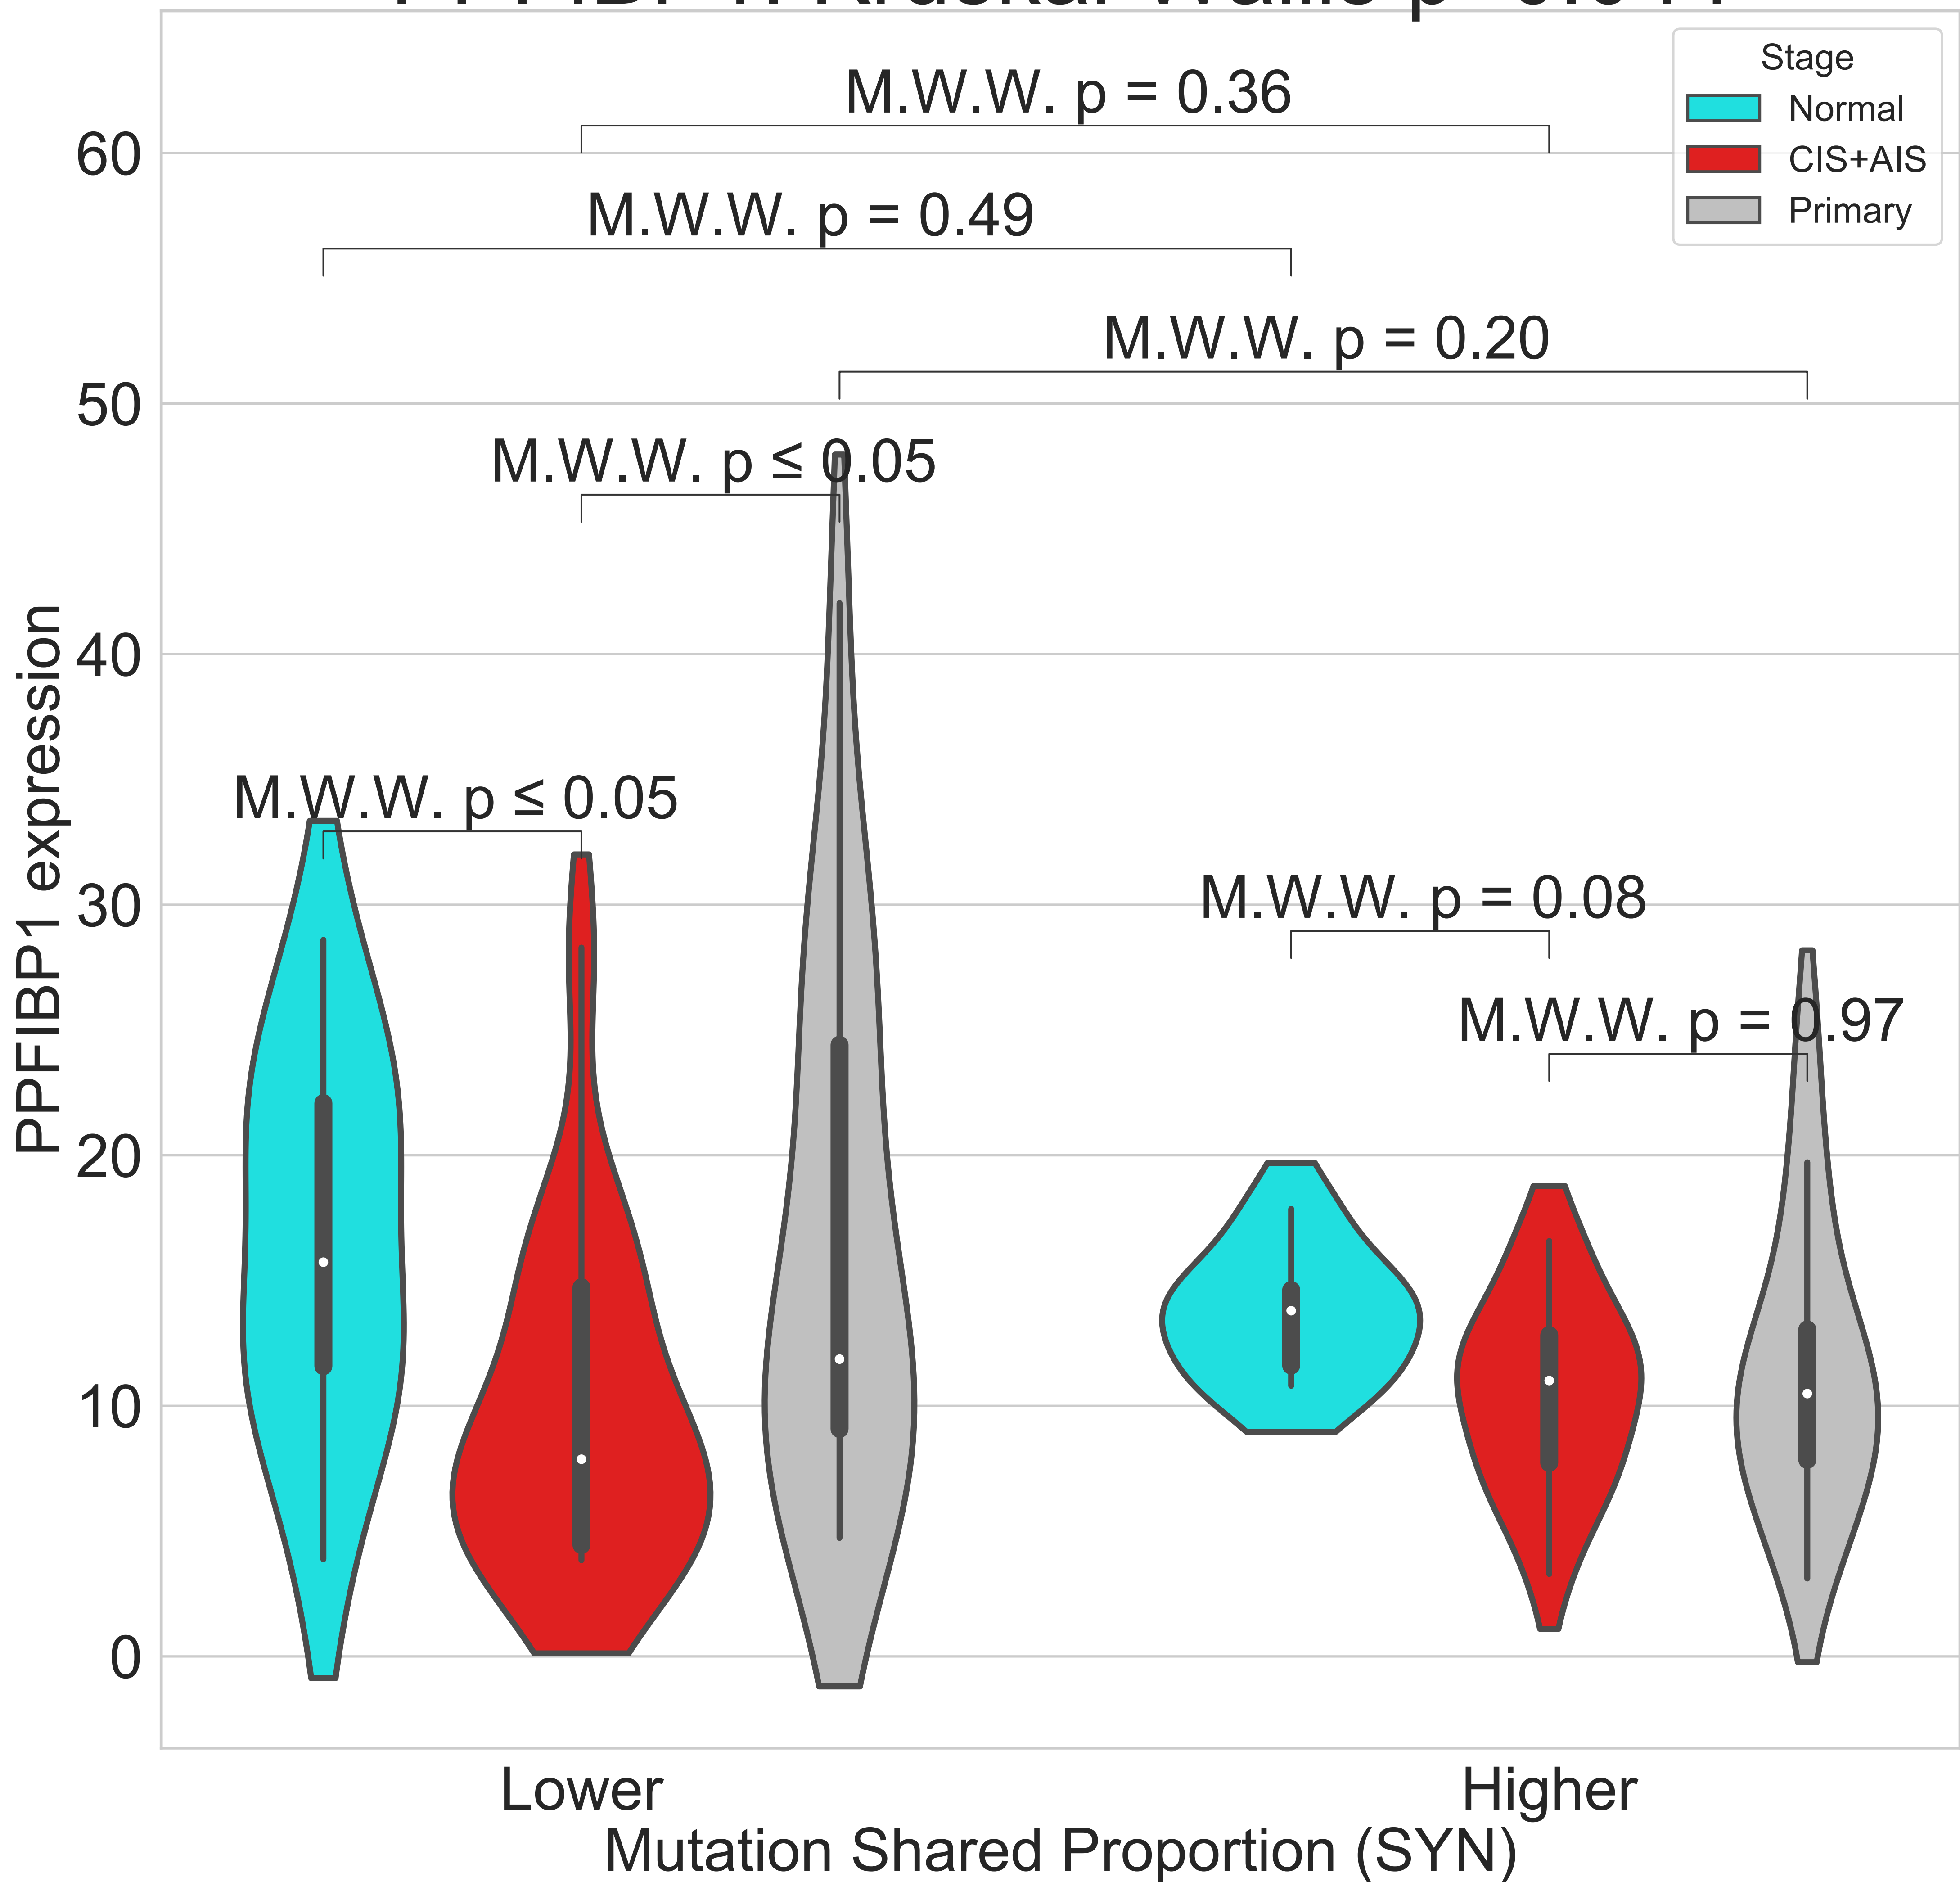 Stage
Normal
CIS+AIS
Primary
M.W.W. p = 0.36
M.W.W. p = 0.49
M.W.W. p = 0.20
M.W.W. p ≤ 0.05
M.W.W. p ≤ 0.05
M.W.W. p = 0.08
M.W.W. p = 0.97
60
50
40
30
20
10
0
PPFIBP1 expression
Lower
Higher
Mutation Shared Proportion (SYN)